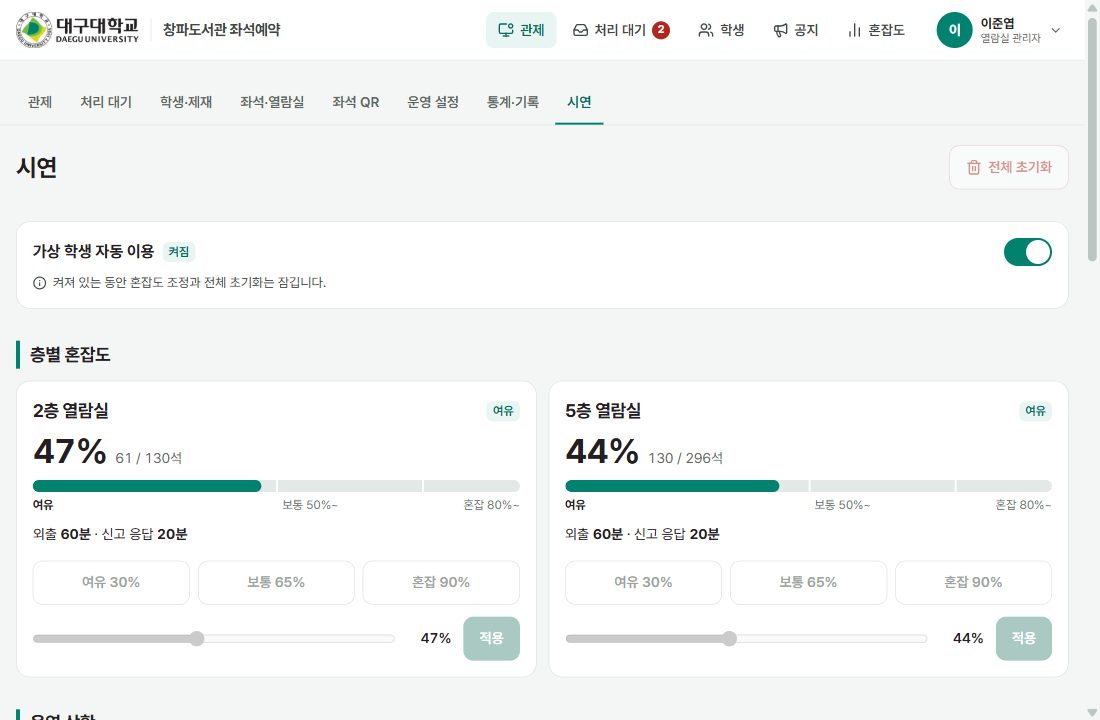 대구대학교
DAEGU UNIVERSITY
창파도서관 좌석예약
관제
처리 대기 2
학생
공지
혼잡도
이
이준엽
열람실 관리자
관제
처리 대기
학생·제재
좌석·열람실
좌석 QR
운영 설정
통계·기록
시연
시연
전체 초기화
가상 학생 자동 이용 켜짐
켜져 있는 동안 혼잡도 조정과 전체 초기화는 잠깁니다.
층별 혼잡도
2층 열람실 여유
47% 61 / 130석
여유 보통 50%~ 혼잡 80%~
외출 60분 · 신고 응답 20분
여유 30% 보통 65% 혼잡 90%
47% 적용
5층 열람실 여유
44% 130 / 296석
여유 보통 50%~ 혼잡 80%~
외출 60분 · 신고 응답 20분
여유 30% 보통 65% 혼잡 90%
44% 적용